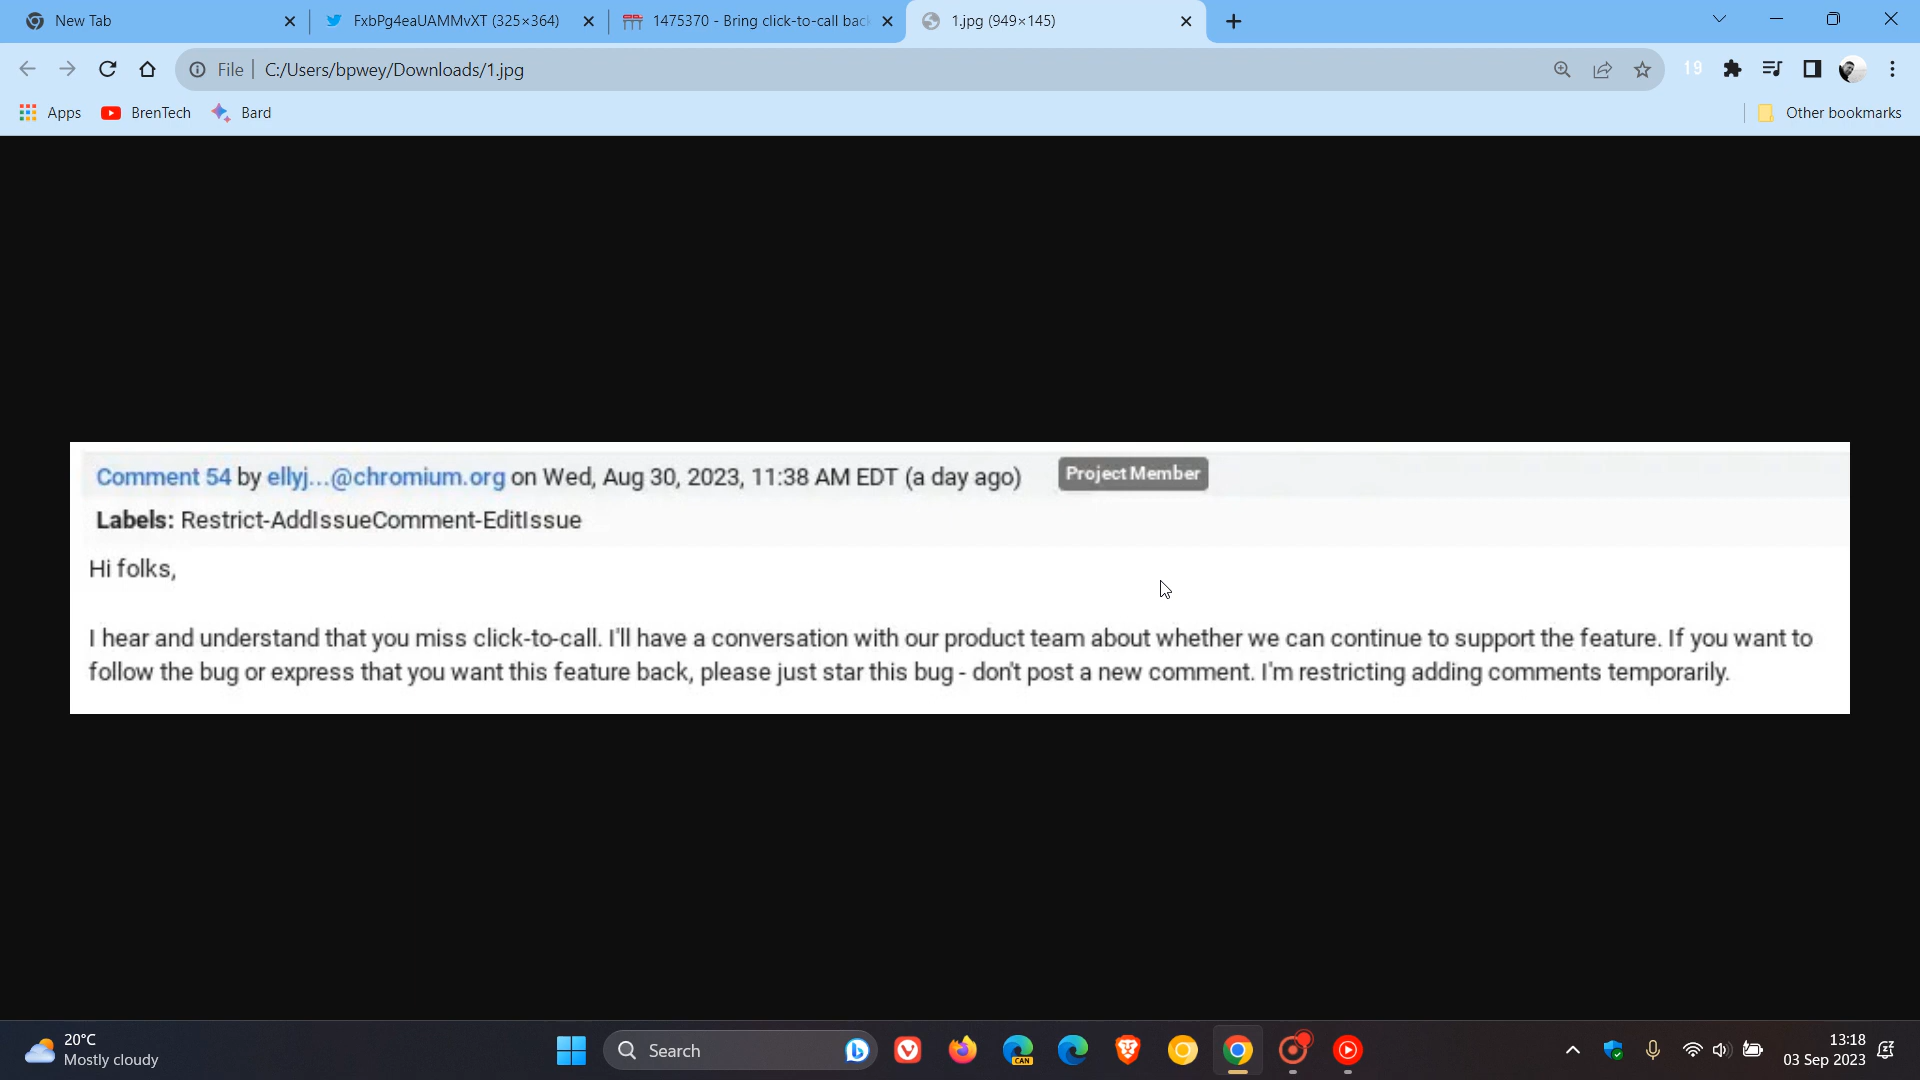 New Tab
FxbPg4eaUAMMvXT (325×364)
1475370 - Bring click-to-call bac
1.jpg (949×145)
File
C:/Users/bpwey/Downloads/1.jpg
19
Apps
BrenTech
Bard
Other bookmarks
Comment 54 by ellyj...@chromium.org on Wed, Aug 30, 2023, 11:38 AM EDT (a day ago)
Project Member
Labels: Restrict-AddIssueComment-EditIssue
Hi folks,
I hear and understand that you miss click-to-call. I'll have a conversation with our product team about whether we can continue to support the feature. If you want to
follow the bug or express that you want this feature back, please just star this bug - don't post a new comment. I'm restricting adding comments temporarily.
20°C
Mostly cloudy
Search
CAN
13:18
03 Sep 2023